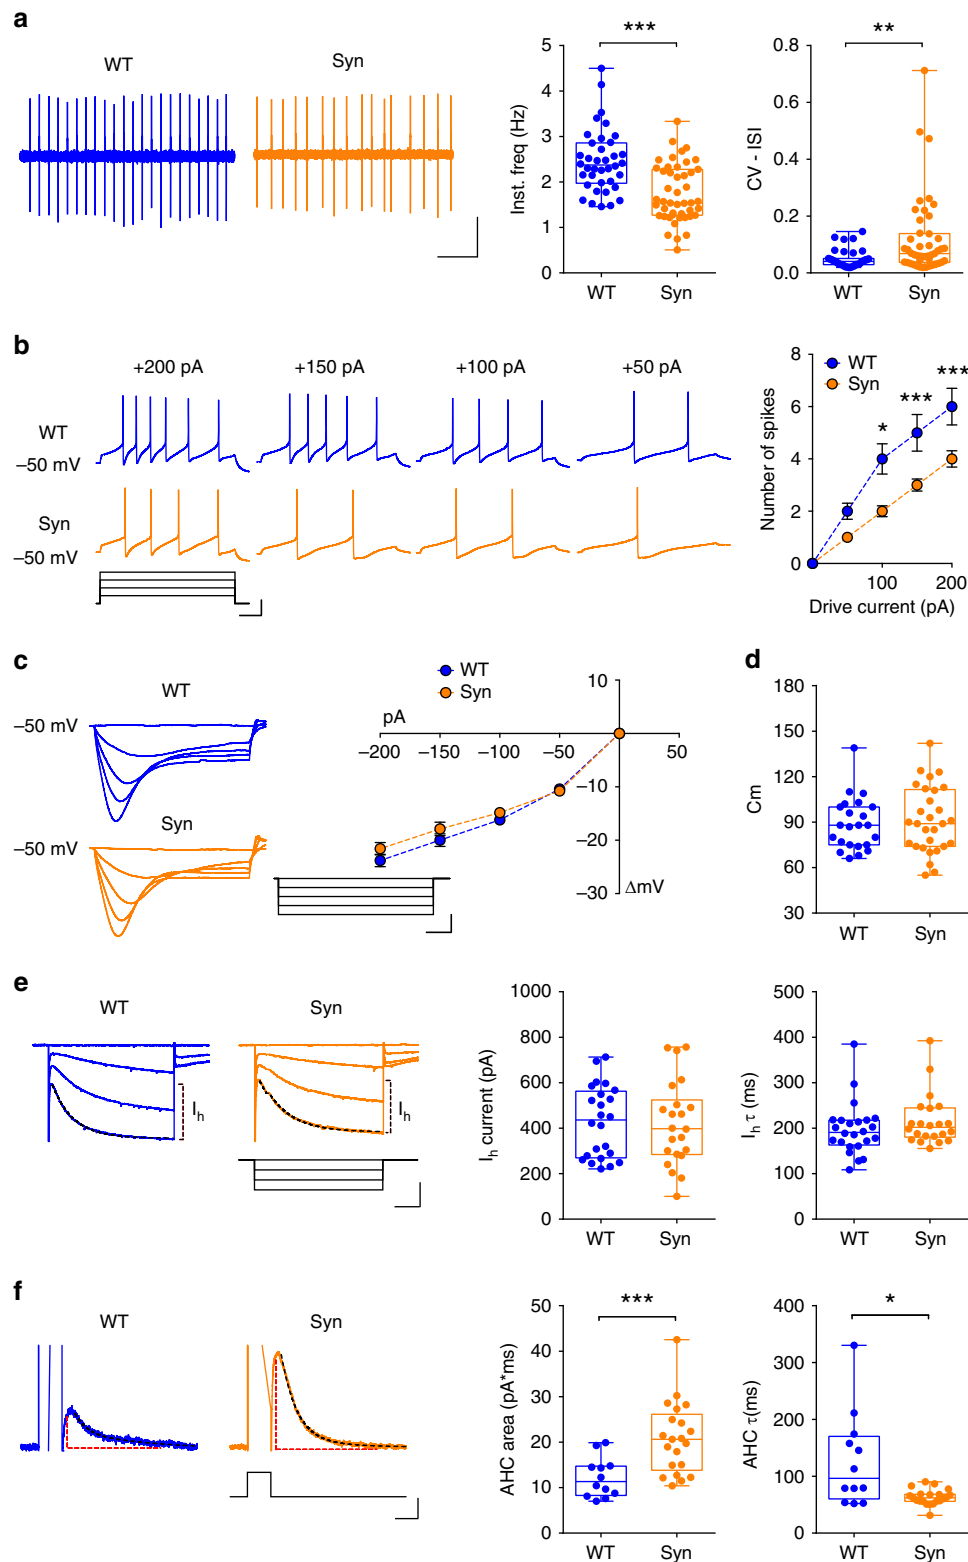 a
WT
Syn
***
5
4
3
2
1
0
Inst. freq (Hz)
WT
Syn
**
0.8
0.6
0.4
0.2
0.0
CV - ISI
WT
Syn
b
+200 pA
+150 pA
+100 pA
+50 pA
WT
–50 mV
Syn
–50 mV
8
6
4
2
0
Number of spikes
WT
Syn
*
***
***
100
200
Drive current (pA)
c
WT
–50 mV
Syn
–50 mV
WT
Syn
pA
–200
–150
–100
–50
50
10
–10
–20
–30
ΔmV
d
180
150
120
90
60
30
Cm
WT
Syn
e
WT
Syn
Ih
Ih
1000
800
600
400
200
0
Ih current (pA)
WT
Syn
500
400
300
200
100
0
Ih τ (ms)
WT
Syn
f
WT
Syn
***
50
40
30
20
10
0
AHC area (pA*ms)
WT
Syn
*
400
300
200
100
0
AHC τ(ms)
WT
Syn